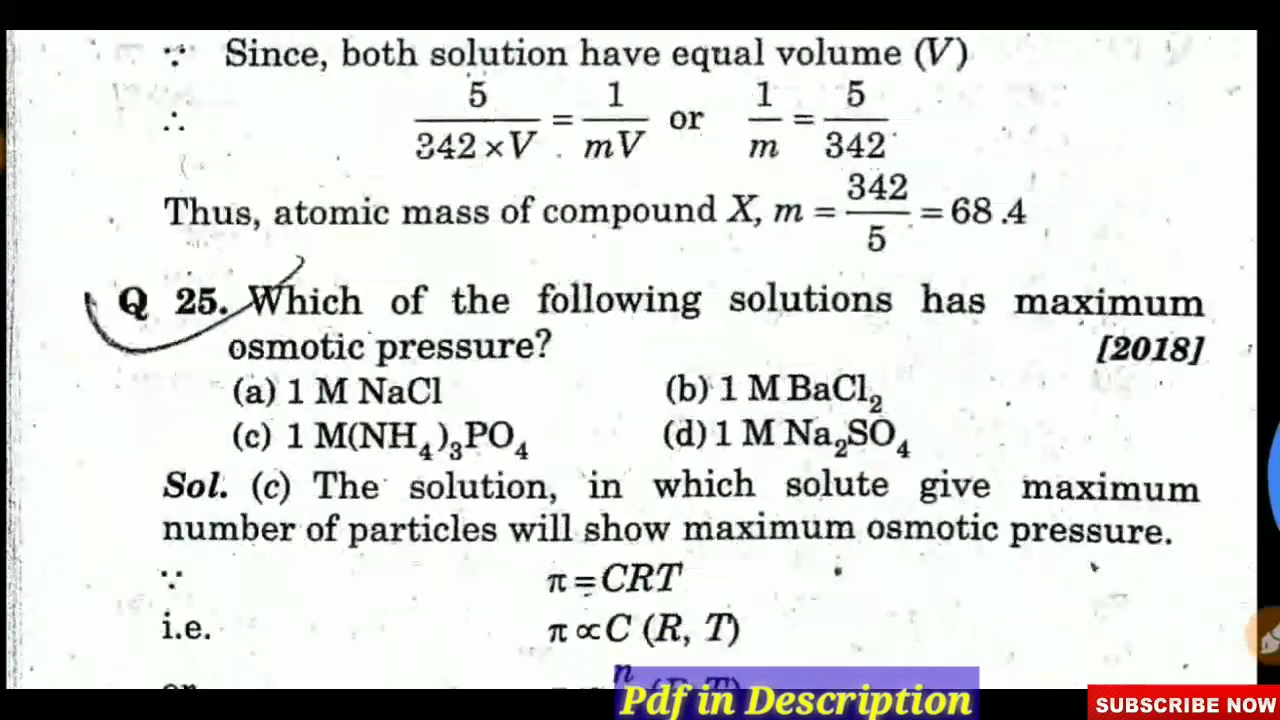 ∵ Since, both solution have equal volume (V)
∴ 5/(342 × V) = 1/(mV) or 1/m = 5/342
Thus, atomic mass of compound X, m = 342/5 = 68.4
Q 25. Which of the following solutions has maximum
osmotic pressure? [2018]
(a) 1 M NaCl (b) 1 M BaCl₂
(c) 1 M(NH₄)₃PO₄ (d) 1 M Na₂SO₄
Sol. (c) The solution, in which solute give maximum
number of particles will show maximum osmotic pressure.
∵ π = CRT
i.e. π ∝ C (R, T)
n
Pdf in Description
SUBSCRIBE NOW